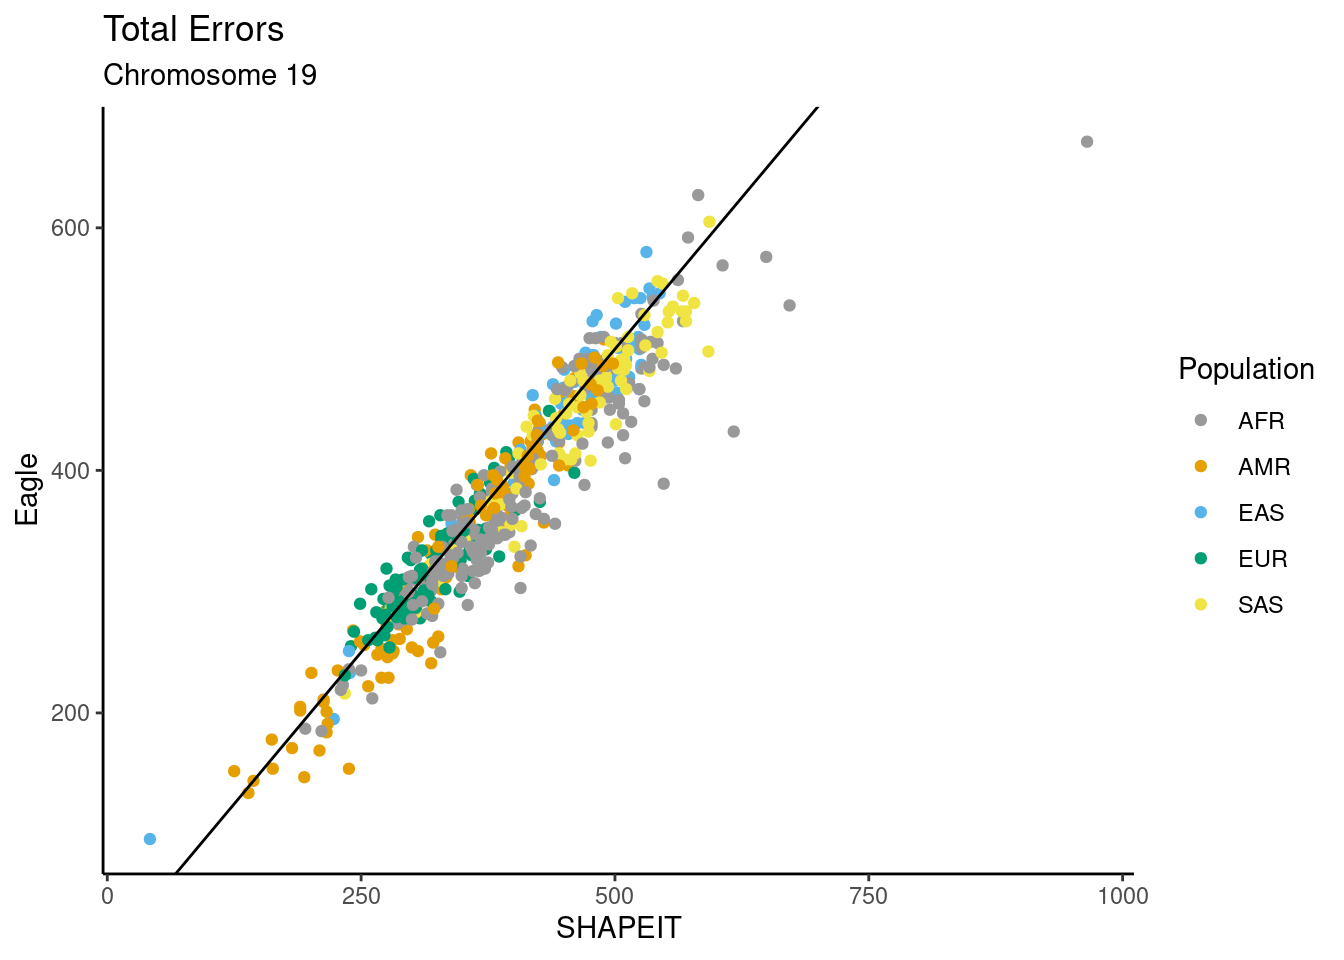 Total Errors
Chromosome 19
600
400
200
Eagle
0
250
500
750
1000
SHAPEIT
Population
AFR
AMR
EAS
EUR
SAS